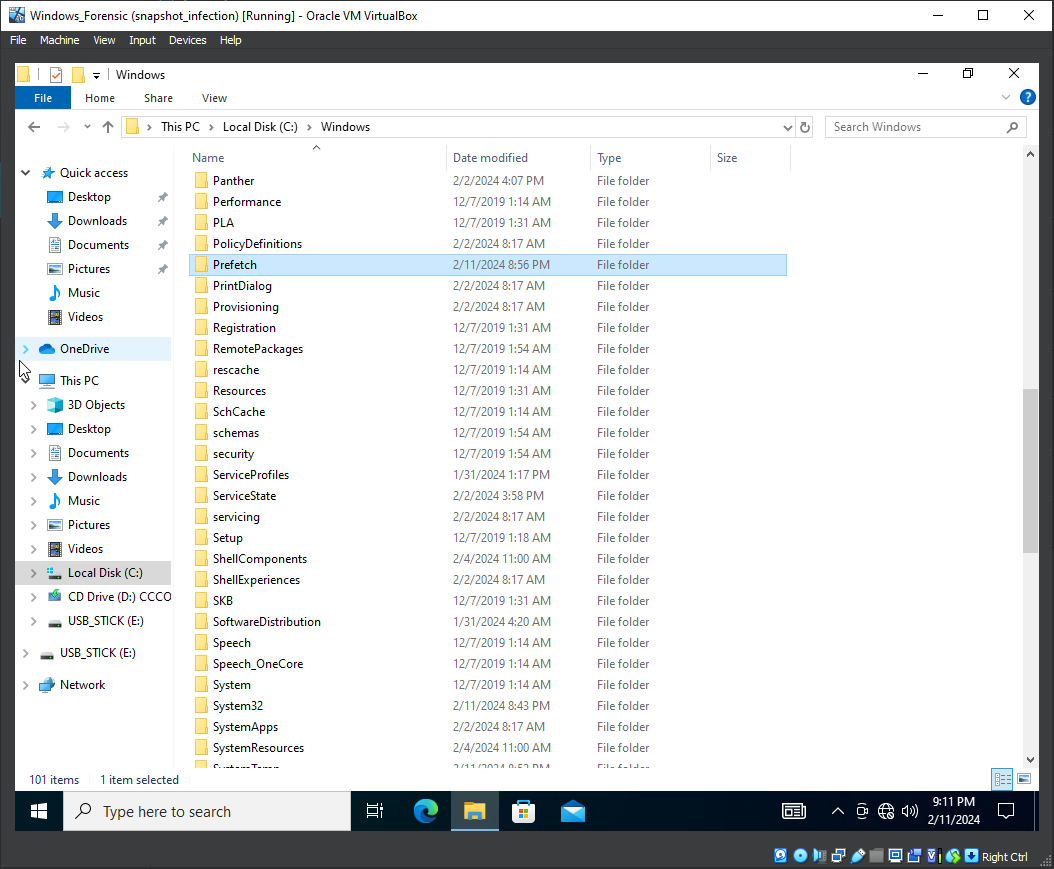 Windows_Forensic (snapshot_infection) [Running] - Oracle VM VirtualBox
File Machine View Input Devices Help
Windows
File Home Share View
This PC Local Disk (C:) Windows
Search Windows
Name Date modified Type Size
Quick access
Desktop
Downloads
Documents
Pictures
Music
Videos
OneDrive
This PC
3D Objects
Desktop
Documents
Downloads
Music
Pictures
Videos
Local Disk (C:)
CD Drive (D:) CCCO
USB_STICK (E:)
USB_STICK (E:)
Network
Panther 2/2/2024 4:07 PM File folder
Performance 12/7/2019 1:14 AM File folder
PLA 12/7/2019 1:31 AM File folder
PolicyDefinitions 2/2/2024 8:17 AM File folder
Prefetch 2/11/2024 8:56 PM File folder
PrintDialog 2/2/2024 8:17 AM File folder
Provisioning 2/2/2024 8:17 AM File folder
Registration 12/7/2019 1:31 AM File folder
RemotePackages 12/7/2019 1:54 AM File folder
rescache 12/7/2019 1:14 AM File folder
Resources 12/7/2019 1:31 AM File folder
SchCache 12/7/2019 1:14 AM File folder
schemas 12/7/2019 1:54 AM File folder
security 12/7/2019 1:54 AM File folder
ServiceProfiles 1/31/2024 1:17 PM File folder
ServiceState 2/2/2024 3:58 PM File folder
servicing 2/2/2024 8:17 AM File folder
Setup 12/7/2019 1:18 AM File folder
ShellComponents 2/4/2024 11:00 AM File folder
ShellExperiences 2/2/2024 8:17 AM File folder
SKB 12/7/2019 1:31 AM File folder
SoftwareDistribution 1/31/2024 4:20 AM File folder
Speech 12/7/2019 1:14 AM File folder
Speech_OneCore 12/7/2019 1:14 AM File folder
System 12/7/2019 1:14 AM File folder
System32 2/11/2024 8:43 PM File folder
SystemApps 2/2/2024 8:17 AM File folder
SystemResources 2/4/2024 11:00 AM File folder
101 items 1 item selected
Type here to search
9:11 PM
2/11/2024
Right Ctrl